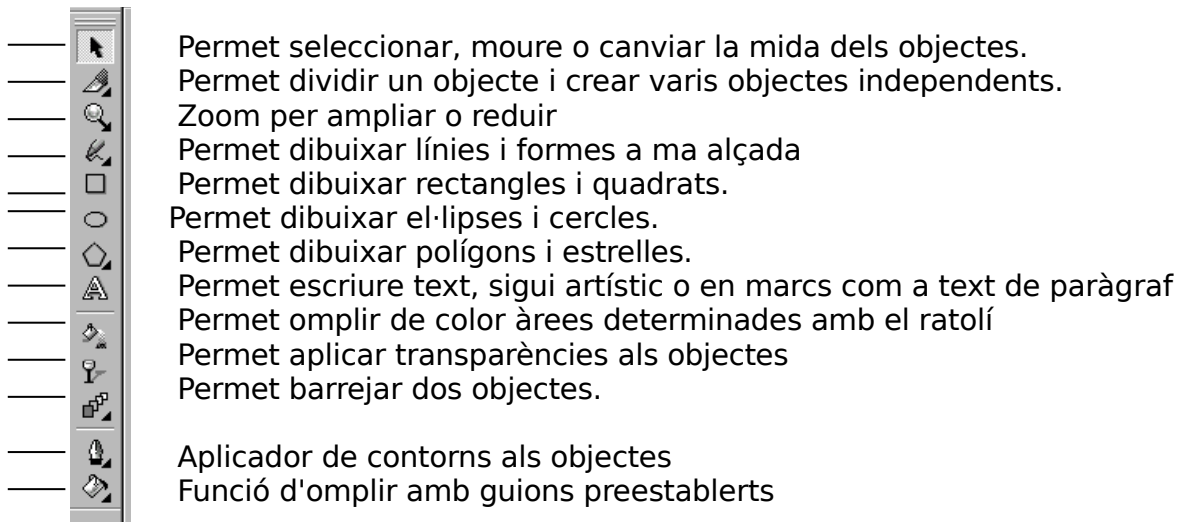 Permet seleccionar, moure o canviar la mida dels objectes.
Permet dividir un objecte i crear varis objectes independents.
Zoom per ampliar o reduir
Permet dibuixar línies i formes a ma alçada
Permet dibuixar rectangles i quadrats.
Permet dibuixar el·lipses i cercles.
Permet dibuixar polígons i estrelles.
Permet escriure text, sigui artístic o en marcs com a text de paràgraf
Permet omplir de color àrees determinades amb el ratolí
Permet aplicar transparències als objectes
Permet barrejar dos objectes.
Aplicador de contorns als objectes
Funció d'omplir amb guions preestablerts